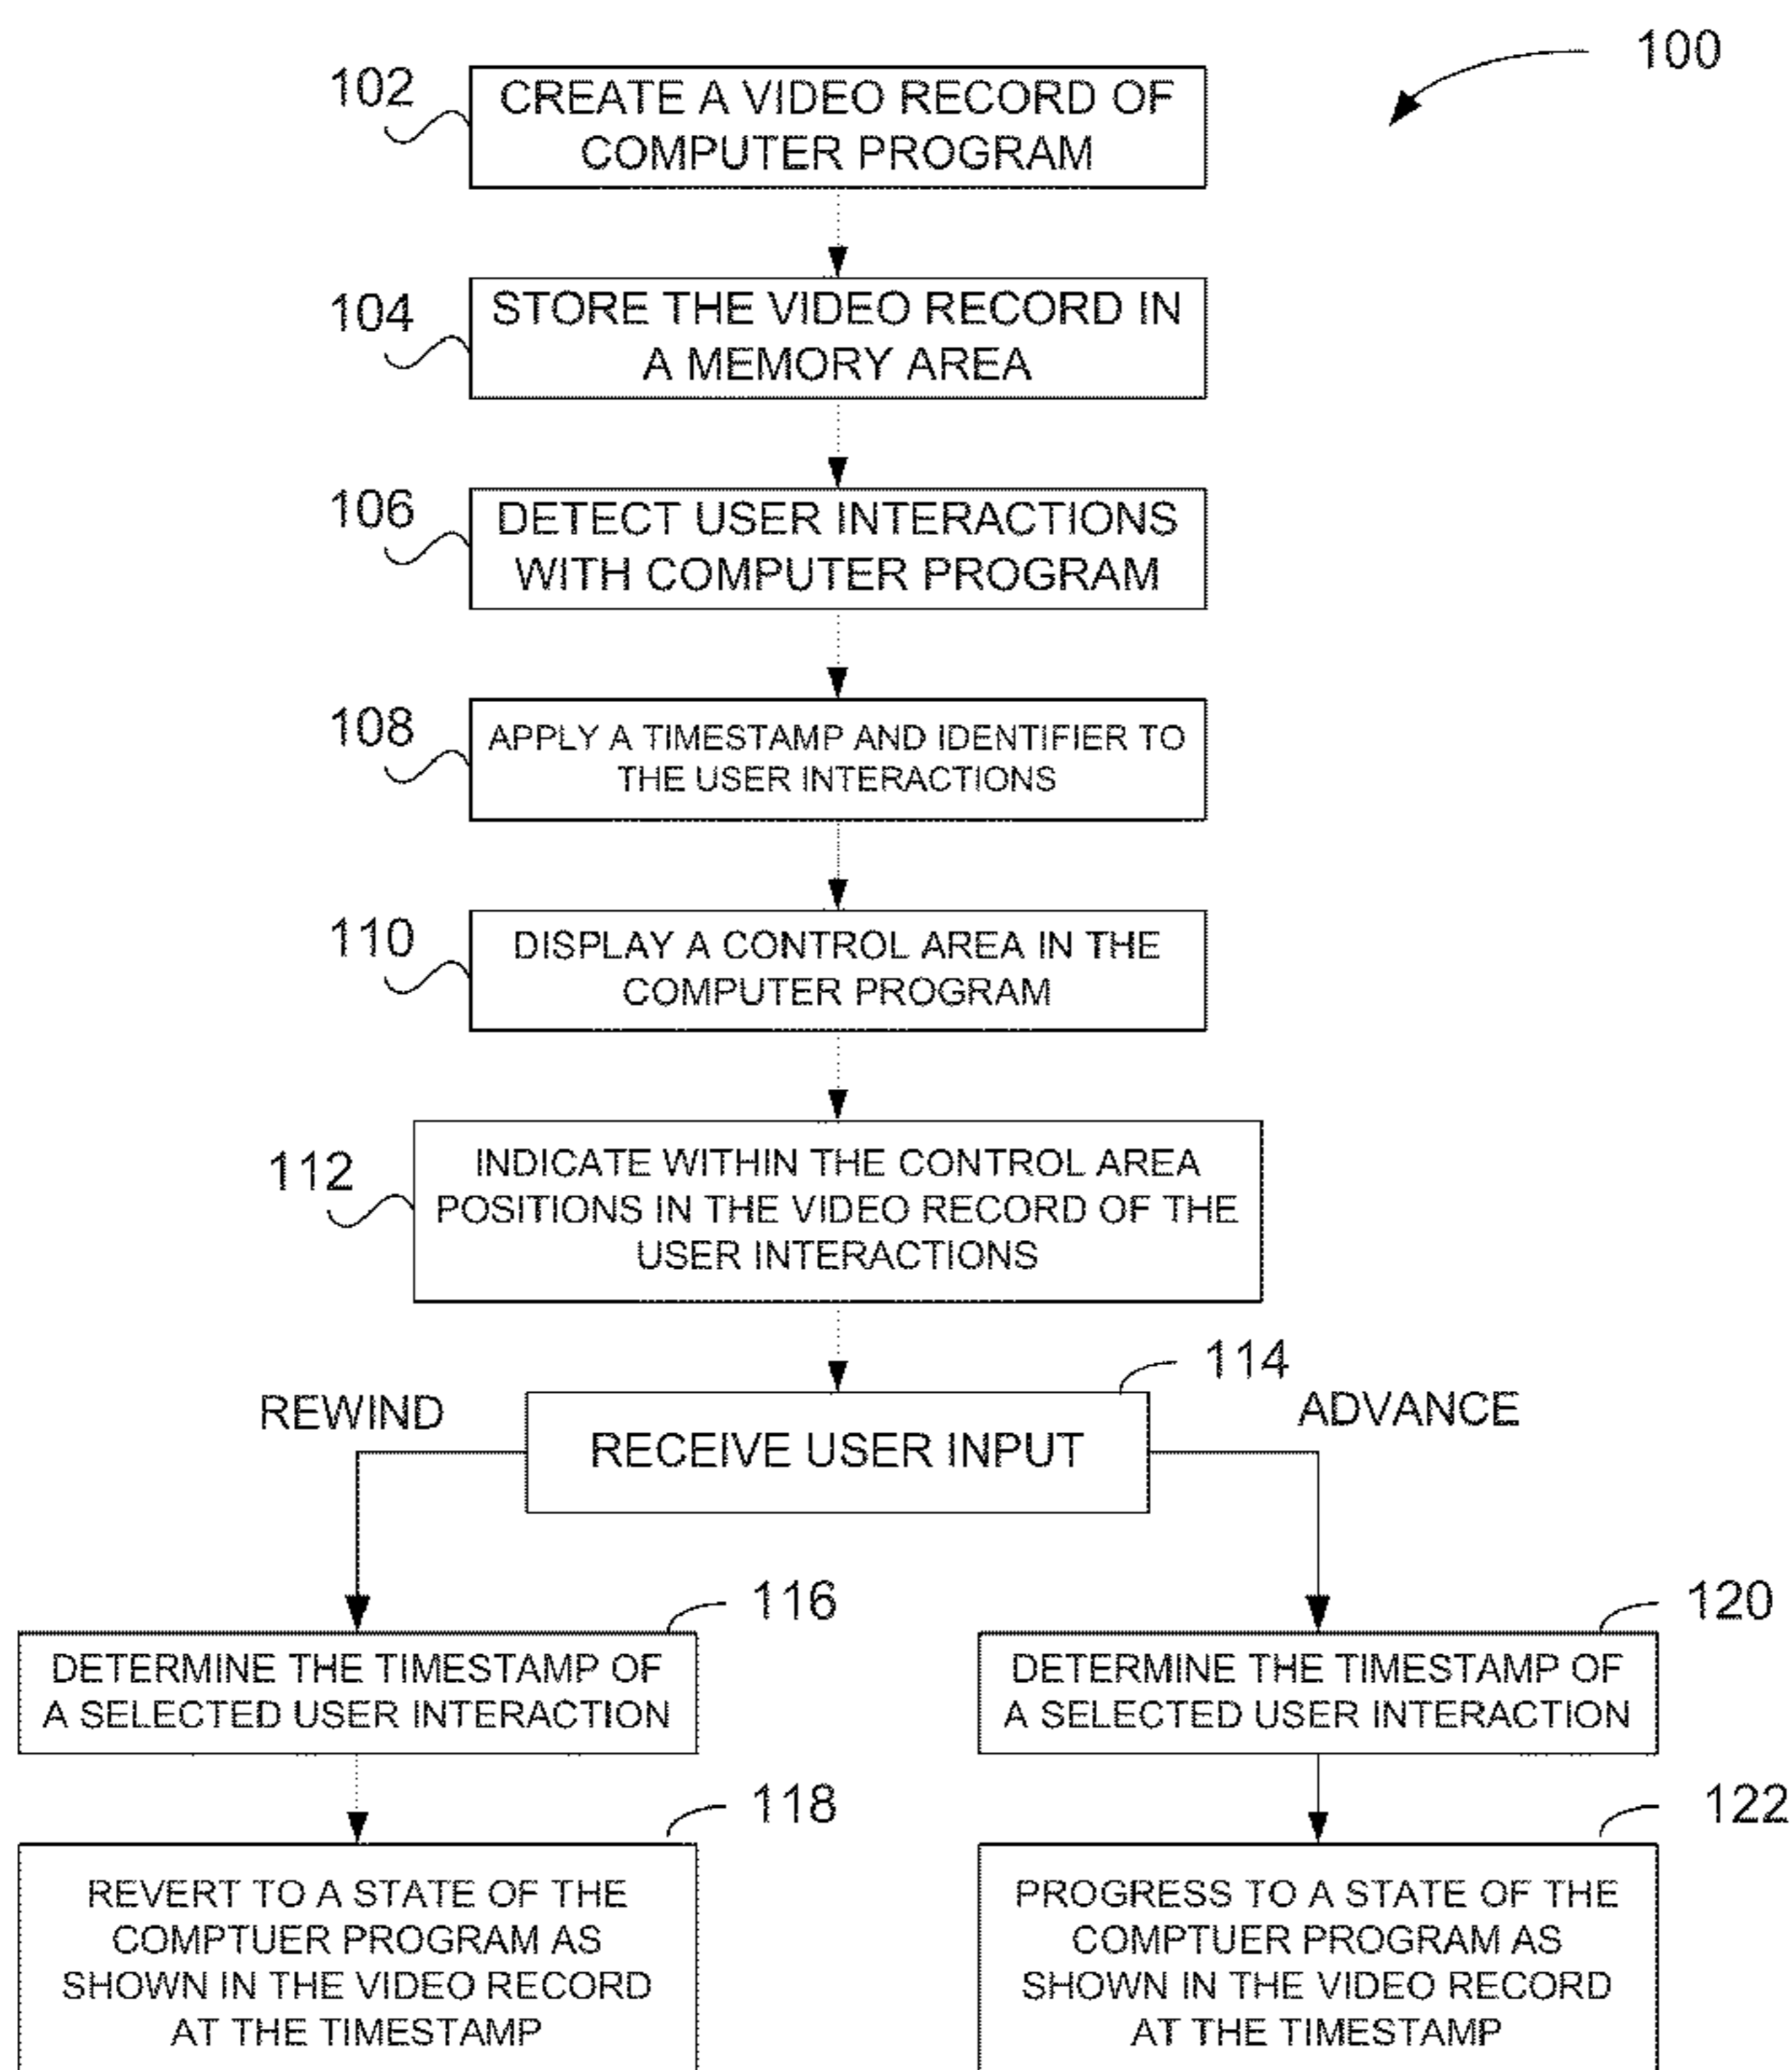 100
102
CREATE A VIDEO RECORD OF
COMPUTER PROGRAM
104
STORE THE VIDEO RECORD IN
A MEMORY AREA
106
DETECT USER INTERACTIONS
WITH COMPUTER PROGRAM
108
APPLY A TIMESTAMP AND IDENTIFIER TO
THE USER INTERACTIONS
110
DISPLAY A CONTROL AREA IN THE
COMPUTER PROGRAM
112
INDICATE WITHIN THE CONTROL AREA
POSITIONS IN THE VIDEO RECORD OF THE
USER INTERACTIONS
114
REWIND
RECEIVE USER INPUT
ADVANCE
116
DETERMINE THE TIMESTAMP OF
A SELECTED USER INTERACTION
120
DETERMINE THE TIMESTAMP OF
A SELECTED USER INTERACTION
118
REVERT TO A STATE OF THE
COMPTUER PROGRAM AS
SHOWN IN THE VIDEO RECORD
AT THE TIMESTAMP
122
PROGRESS TO A STATE OF THE
COMPTUER PROGRAM AS
SHOWN IN THE VIDEO RECORD
AT THE TIMESTAMP